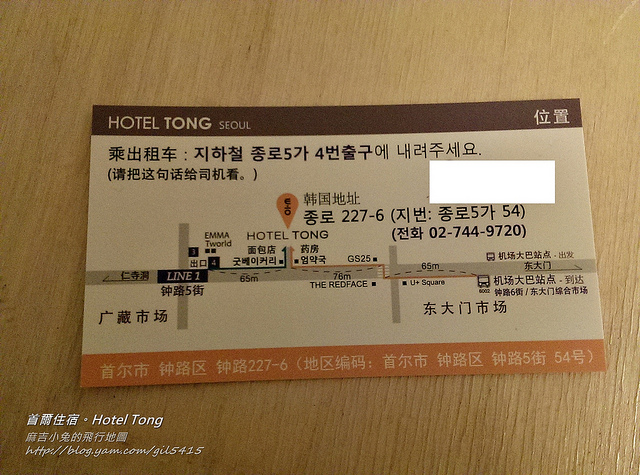 HOTEL TONG SEOUL
位置
乘出租车 : 지하철 종로5가 4번출구에 내려주세요.
(请把这句话给司机看。)
韩国地址
종로 227-6 (지번: 종로5가 54)
(전화 02-744-9720)
EMMA
Tworld
HOTEL TONG
3
出口 4
面包店
굿베이커리
药房
엄약국
GS25
机场大巴站点 - 出发
东大门
仁寺洞
LINE 1
钟路5街
65m
76m
65m
THE REDFACE
U+ Square
6002
机场大巴站点 - 到达
钟路6街 / 东大门综合市场
广藏市场
东大门市场
首尔市 钟路区 钟路227-6 (地区编码: 首尔市 钟路区 钟路5街 54号)
首爾住宿。Hotel Tong
麻吉小兔的飛行地圖
http://blog.yam.com/gil5415